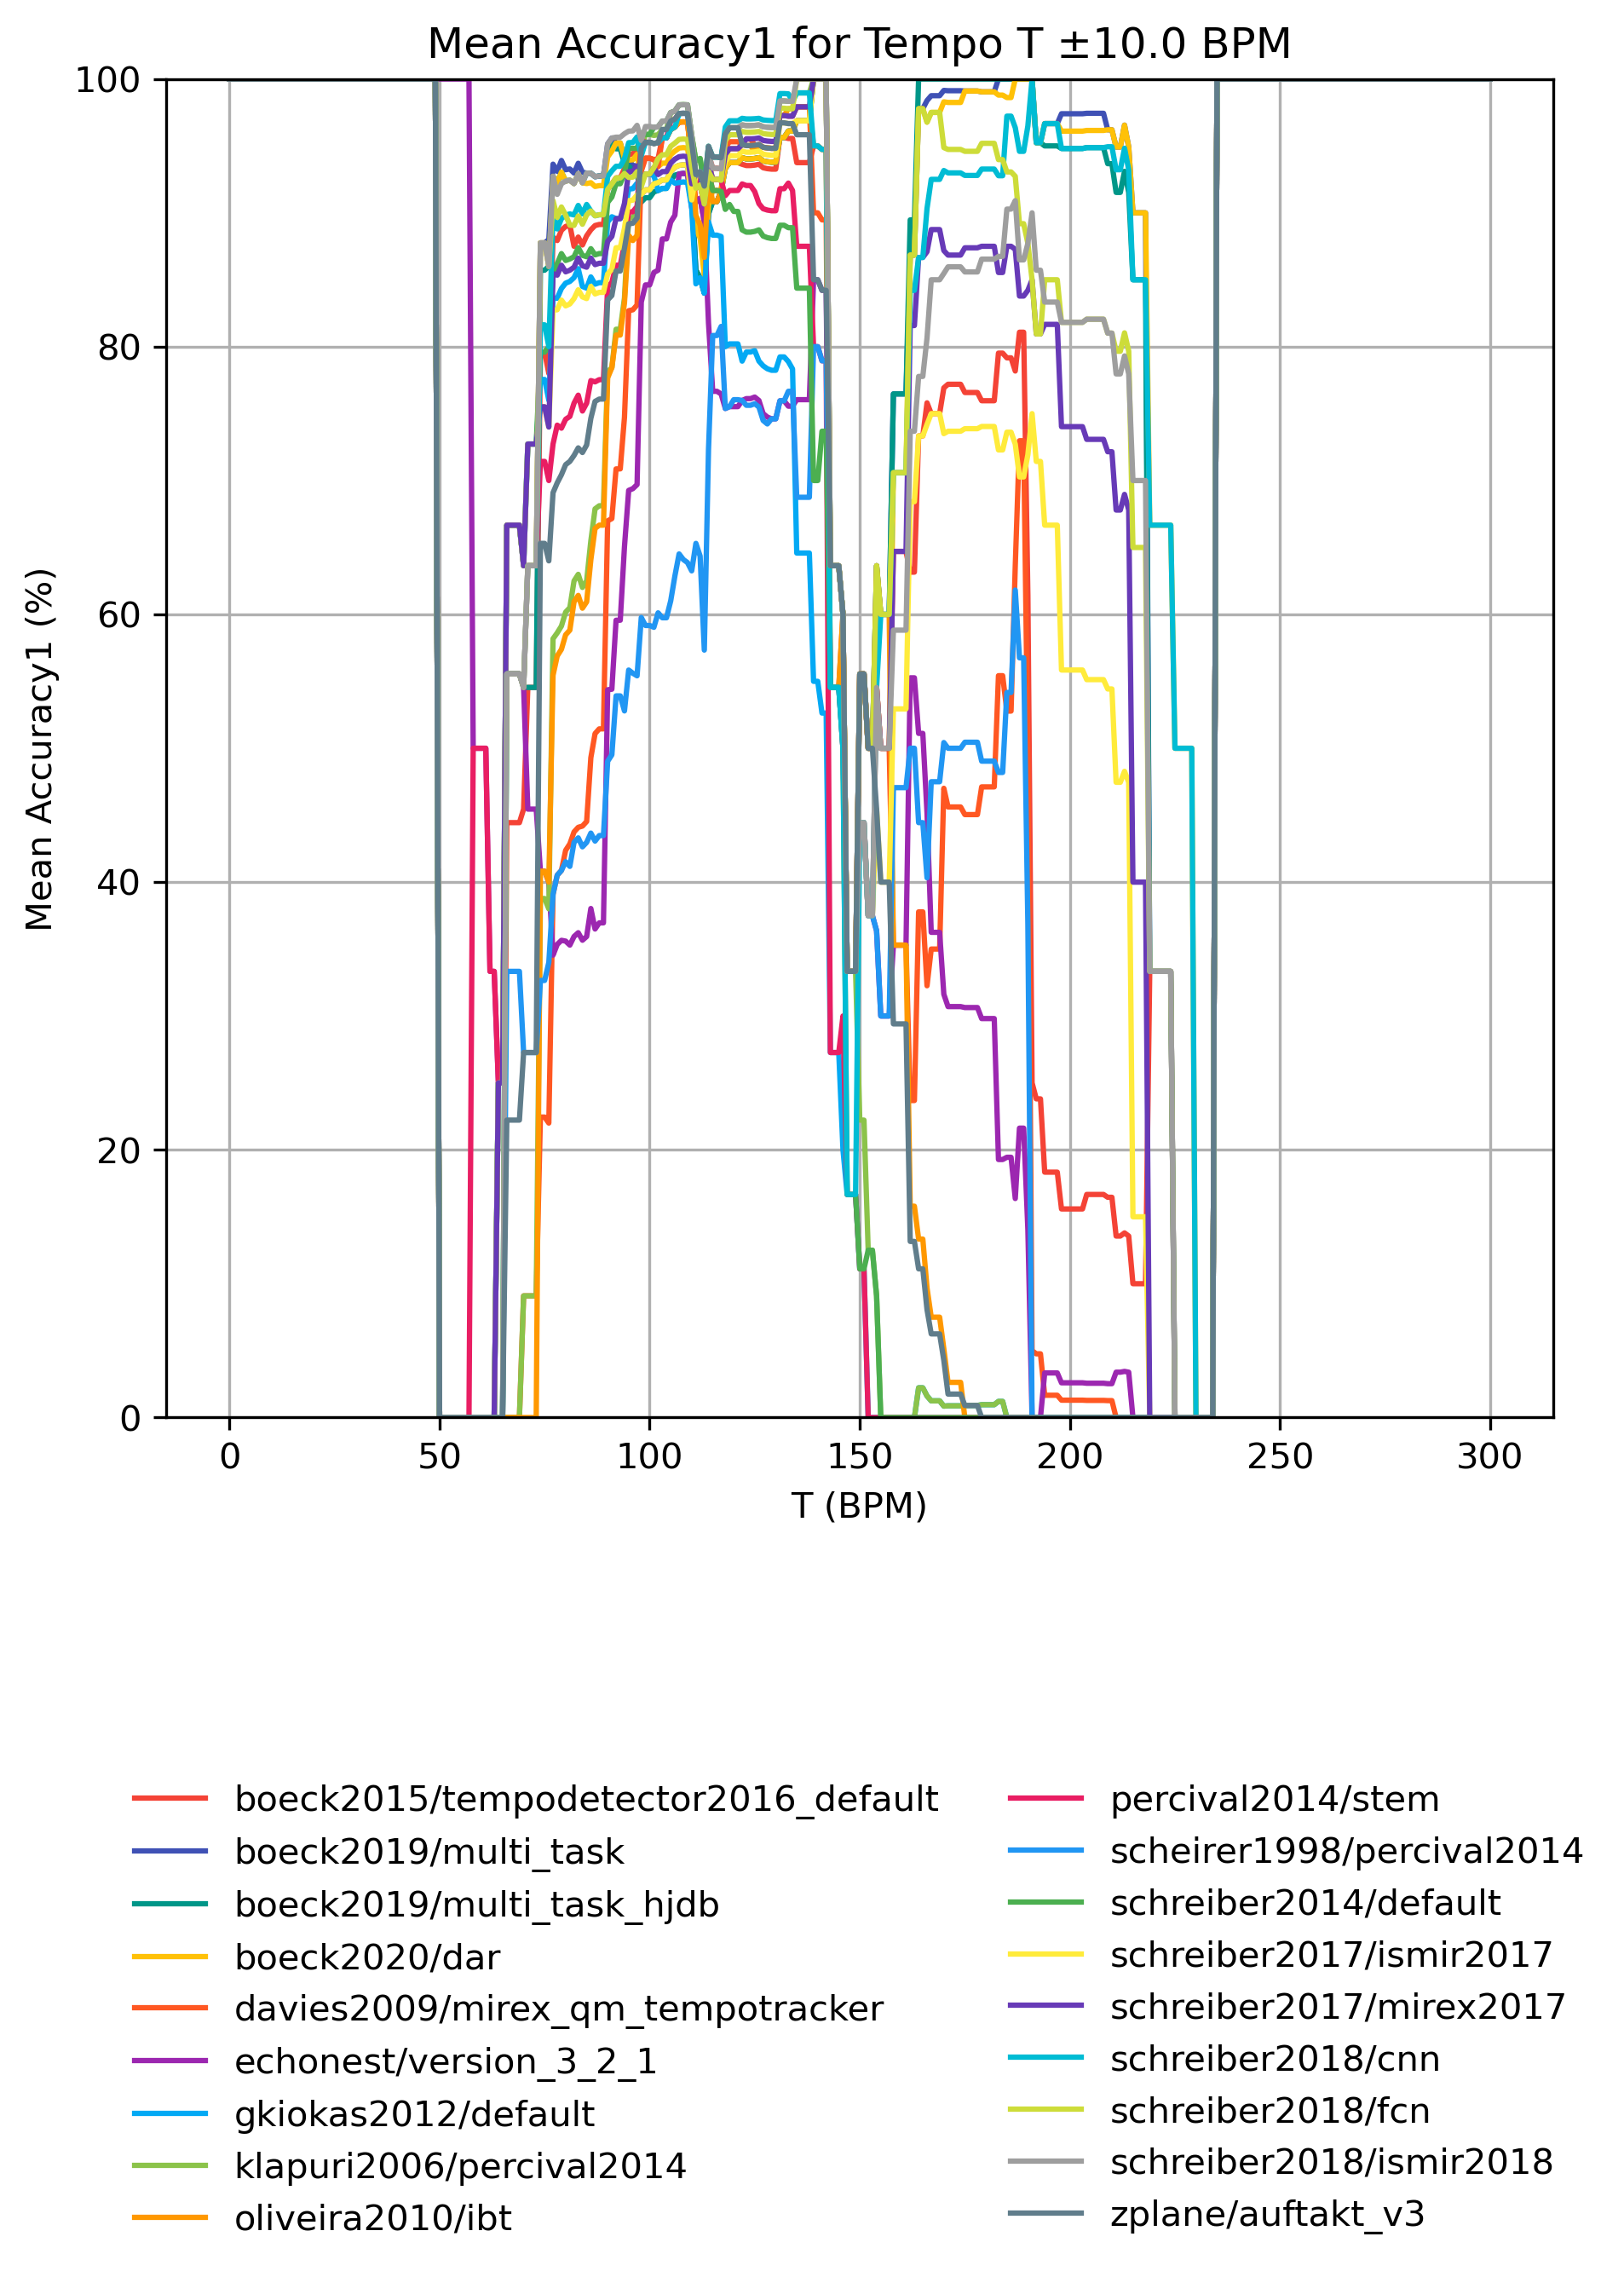 Mean Accuracy1 for Tempo T ±10.0 BPM
100
80
60
40
20
0
Mean Accuracy1 (%)
0 50 100 150 200 250 300
T (BPM)
boeck2015/tempodetector2016_default
boeck2019/multi_task
boeck2019/multi_task_hjdb
boeck2020/dar
davies2009/mirex_qm_tempotracker
echonest/version_3_2_1
gkiokas2012/default
klapuri2006/percival2014
oliveira2010/ibt
percival2014/stem
scheirer1998/percival2014
schreiber2014/default
schreiber2017/ismir2017
schreiber2017/mirex2017
schreiber2018/cnn
schreiber2018/fcn
schreiber2018/ismir2018
zplane/auftakt_v3